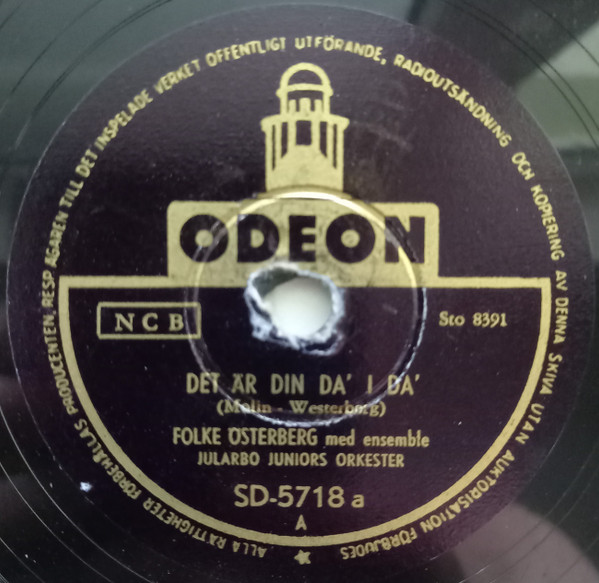 ALLA RÄTTIGHETER FÖRBEHÅLLAS PRODUCENTEN, RESP ÄGAREN TILL DET INSPELADE VERKET OFFENTLIGT UTFÖRANDE, RADIOUTSÄNDNING OCH KOPIERING AV DENNA SKIVA UTAN AUKTORISATION FÖRBJUDES
ODEON
NCB
Sto 8391
DET ÄR DIN DA' I DA'
(Molin - Westerborg)
FOLKE ÖSTERBERG med ensemble
JULARBO JUNIORS ORKESTER
SD-5718 a
A